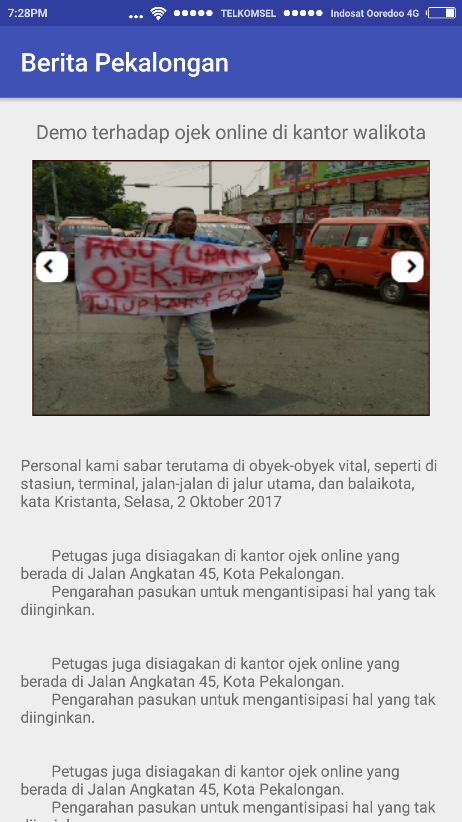 7:28PM ... TELKOMSEL Indosat Ooredoo 4G
Berita Pekalongan
Demo terhadap ojek online di kantor walikota
PAGUYUBAN
OJEK
TUTUP KANTOR
Personal kami sabar terutama di obyek-obyek vital, seperti di
stasiun, terminal, jalan-jalan di jalur utama, dan balaikota,
kata Kristanta, Selasa, 2 Oktober 2017
Petugas juga disiagakan di kantor ojek online yang
berada di Jalan Angkatan 45, Kota Pekalongan.
Pengarahan pasukan untuk mengantisipasi hal yang tak
diinginkan.
Petugas juga disiagakan di kantor ojek online yang
berada di Jalan Angkatan 45, Kota Pekalongan.
Pengarahan pasukan untuk mengantisipasi hal yang tak
diinginkan.
Petugas juga disiagakan di kantor ojek online yang
berada di Jalan Angkatan 45, Kota Pekalongan.
Pengarahan pasukan untuk mengantisipasi hal yang tak